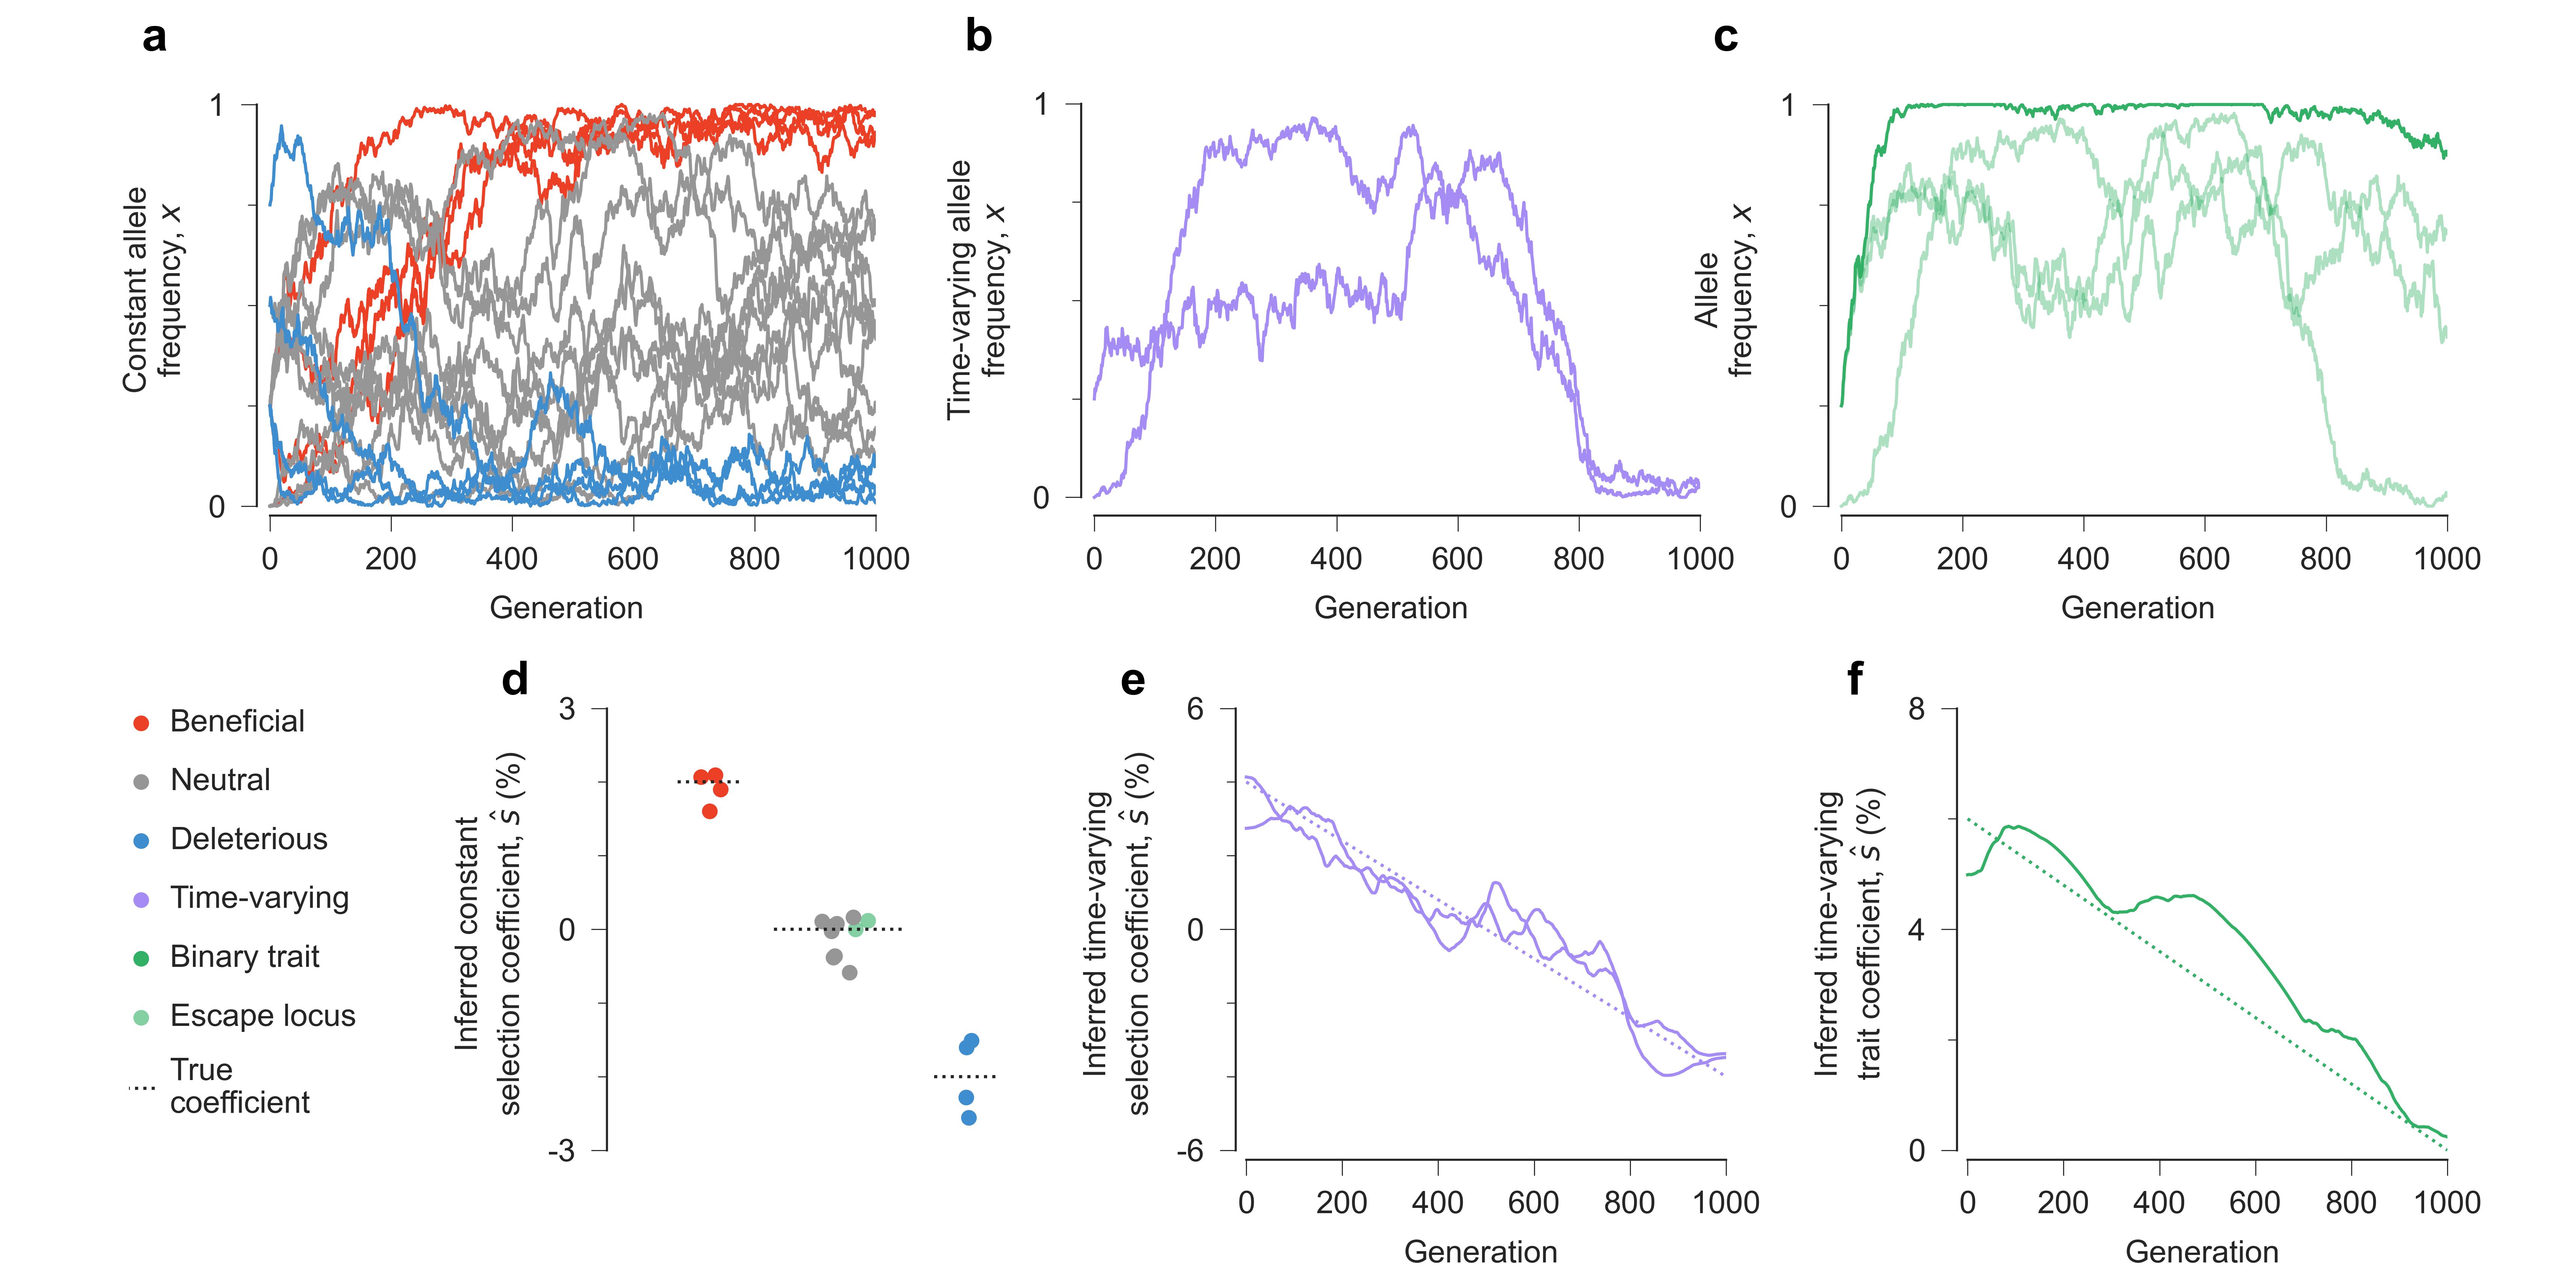 a
Constant allele
frequency, x
1
0
0 200 400 600 800 1000
Generation
b
Time-varying allele
frequency, x
1
0
0 200 400 600 800 1000
Generation
c
Allele
frequency, x
1
0
0 200 400 600 800 1000
Generation
Beneficial
Neutral
Deleterious
Time-varying
Binary trait
Escape locus
True
coefficient
d
Inferred constant
selection coefficient, ŝ (%)
3
0
-3
e
Inferred time-varying
selection coefficient, ŝ (%)
6
0
-6
0 200 400 600 800 1000
Generation
f
Inferred time-varying
trait coefficient, ŝ (%)
8
4
0
0 200 400 600 800 1000
Generation